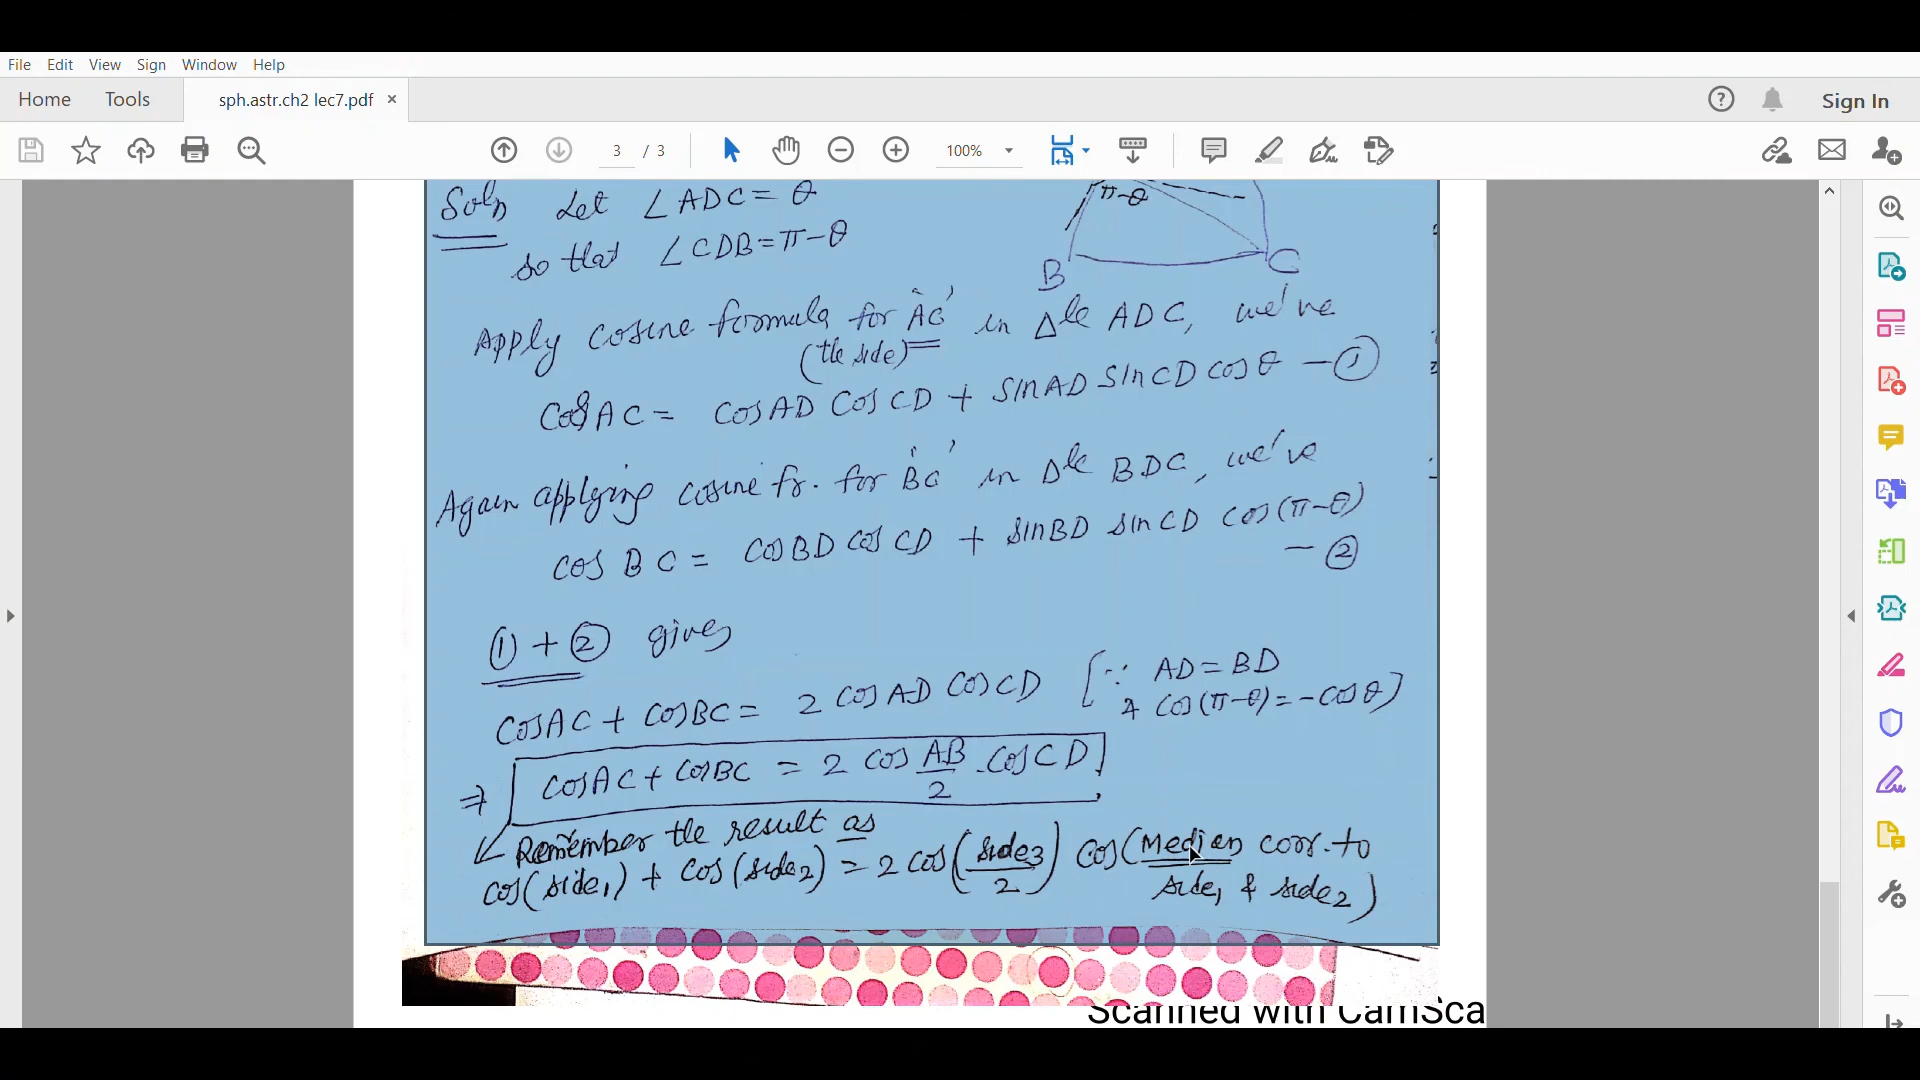 File Edit View Sign Window Help
Home Tools sph.astr.ch2 lec7.pdf × Sign In
3 / 3 100%
Soln Let ∠ADC = θ
so that ∠CDB = π-θ
π-θ
B C
Apply cosine formula for 'AC' in Δle ADC, we've
(the side)
cos AC = cos AD cos CD + sin AD sin CD cos θ — ①
Again applying cosine fr. for 'BC' in Δle BDC, we've
cos BC = cos BD cos CD + sin BD sin CD cos(π-θ)
— ②
① + ② gives
cos AC + cos BC = 2 cos AD cos CD [∵ AD = BD
& cos(π-θ) = -cos θ]
⇒ cos AC + cos BC = 2 cos AB/2 . cos CD
Remember the result as
cos(side1) + cos(side2) = 2 cos(side3/2) cos(Median corr. to
side1 & side2)
Scanned with CamSca